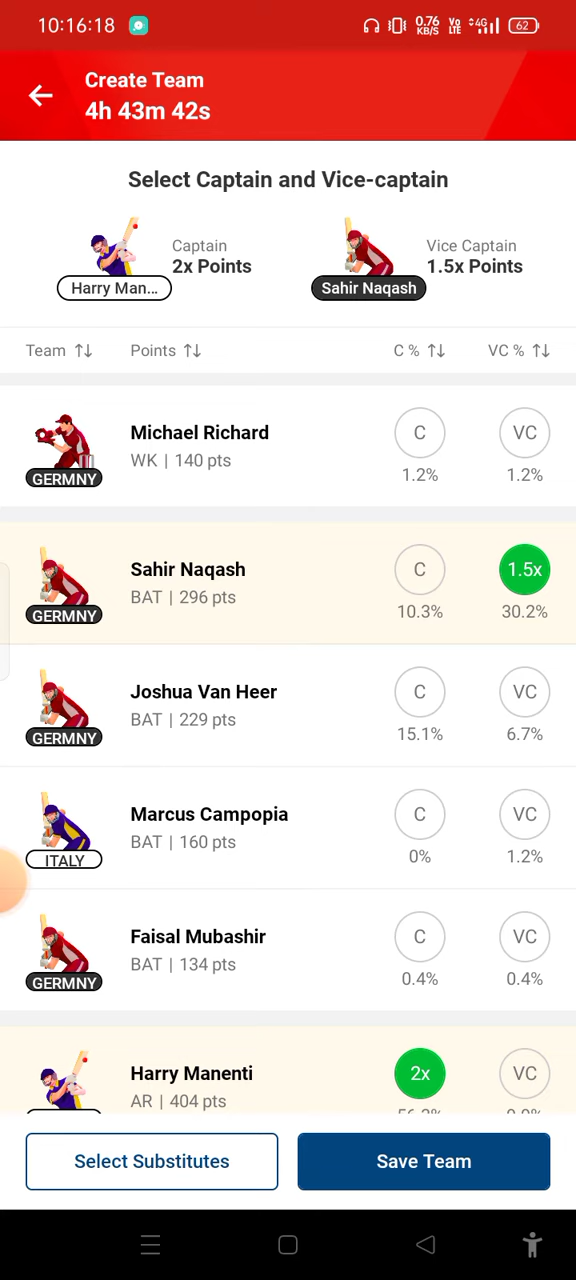 10:16:18
0.76 KB/S Vo LTE 4G 62
Create Team
4h 43m 42s
Select Captain and Vice-captain
Captain
2x Points
Harry Man...
Vice Captain
1.5x Points
Sahir Naqash
Team Points C % VC %
Michael Richard
WK | 140 pts
GERMNY
C
1.2%
VC
1.2%
Sahir Naqash
BAT | 296 pts
GERMNY
C
10.3%
1.5x
30.2%
Joshua Van Heer
BAT | 229 pts
GERMNY
C
15.1%
VC
6.7%
Marcus Campopia
BAT | 160 pts
ITALY
C
0%
VC
1.2%
Faisal Mubashir
BAT | 134 pts
GERMNY
C
0.4%
VC
0.4%
Harry Manenti
AR | 404 pts
2x
VC
Select Substitutes
Save Team